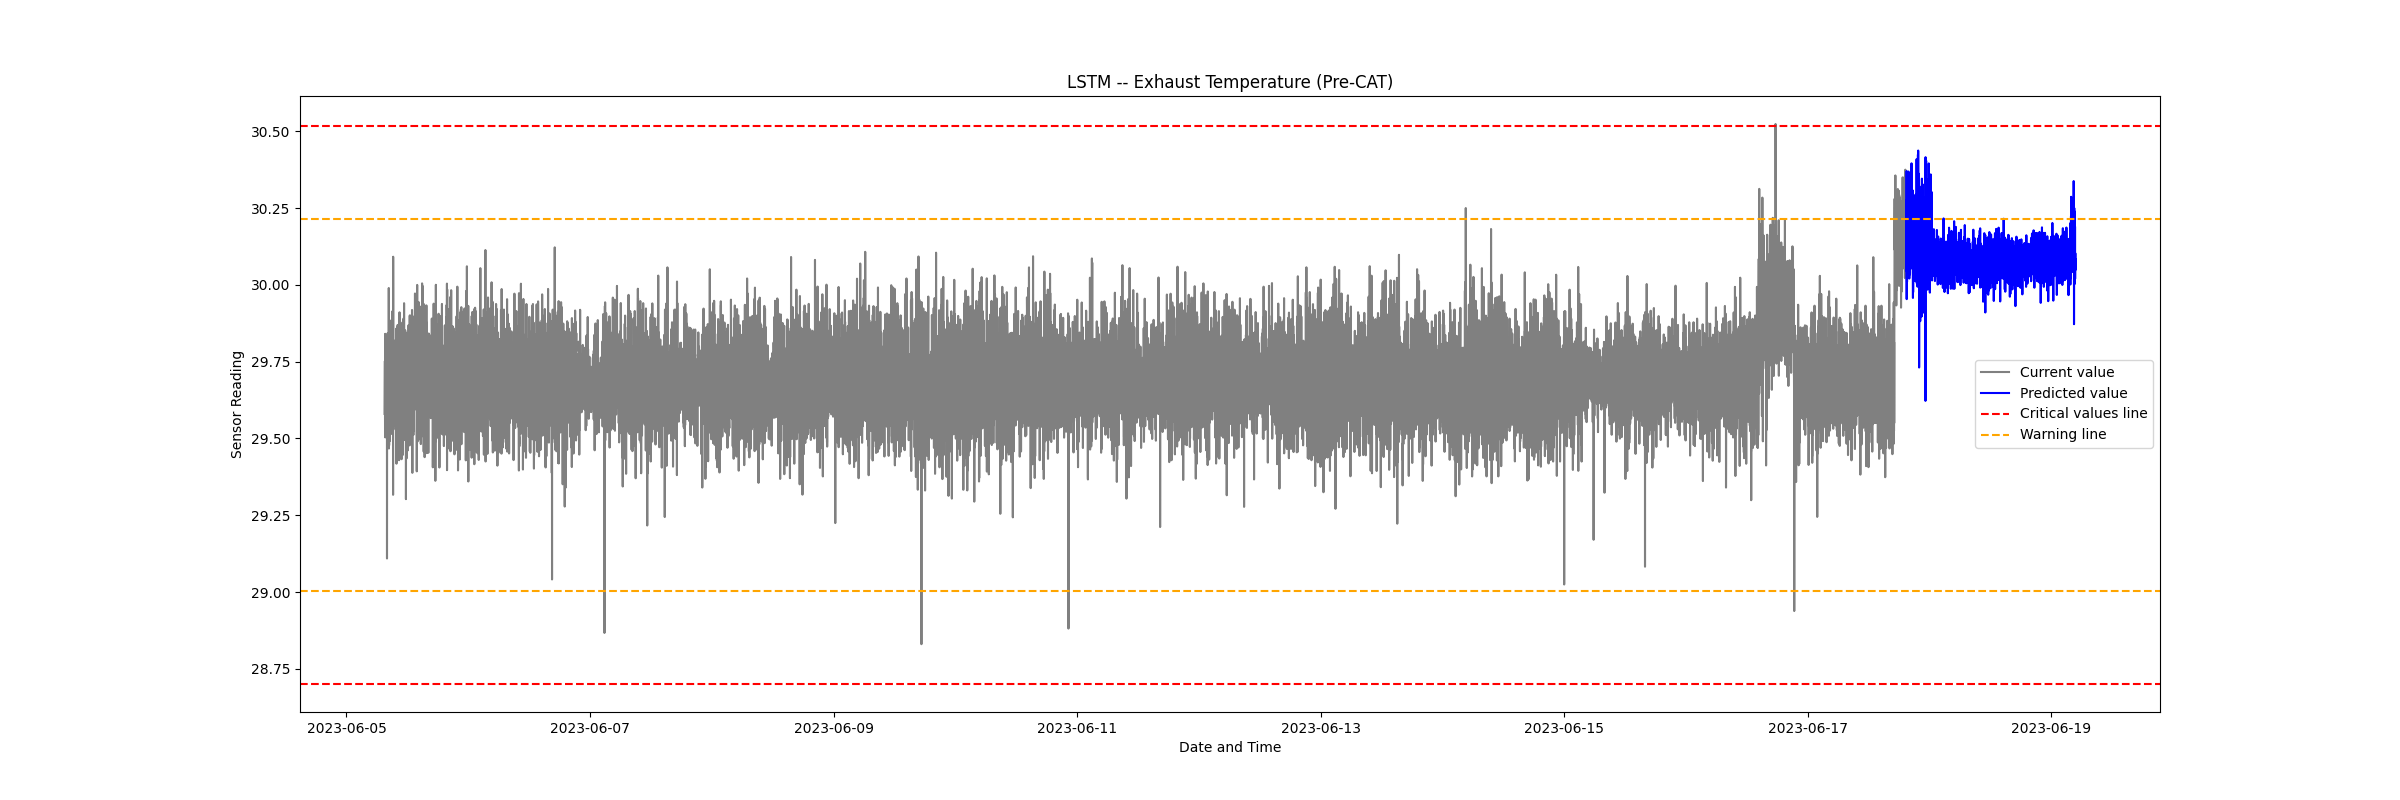 LSTM -- Exhaust Temperature (Pre-CAT)
30.50
30.25
30.00
29.75
29.50
29.25
29.00
28.75
Sensor Reading
Current value
Predicted value
Critical values line
Warning line
2023-06-05 2023-06-07 2023-06-09 2023-06-11 2023-06-13 2023-06-15 2023-06-17 2023-06-19
Date and Time